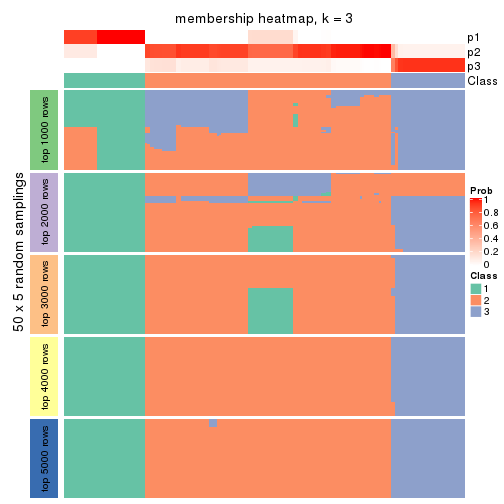 membership heatmap, k = 3
p1
p2
p3
Class
50 x 5 random samplings
top 1000 rows
top 2000 rows
top 3000 rows
top 4000 rows
top 5000 rows
Prob
1
0.8
0.6
0.4
0.2
0
Class
1
2
3